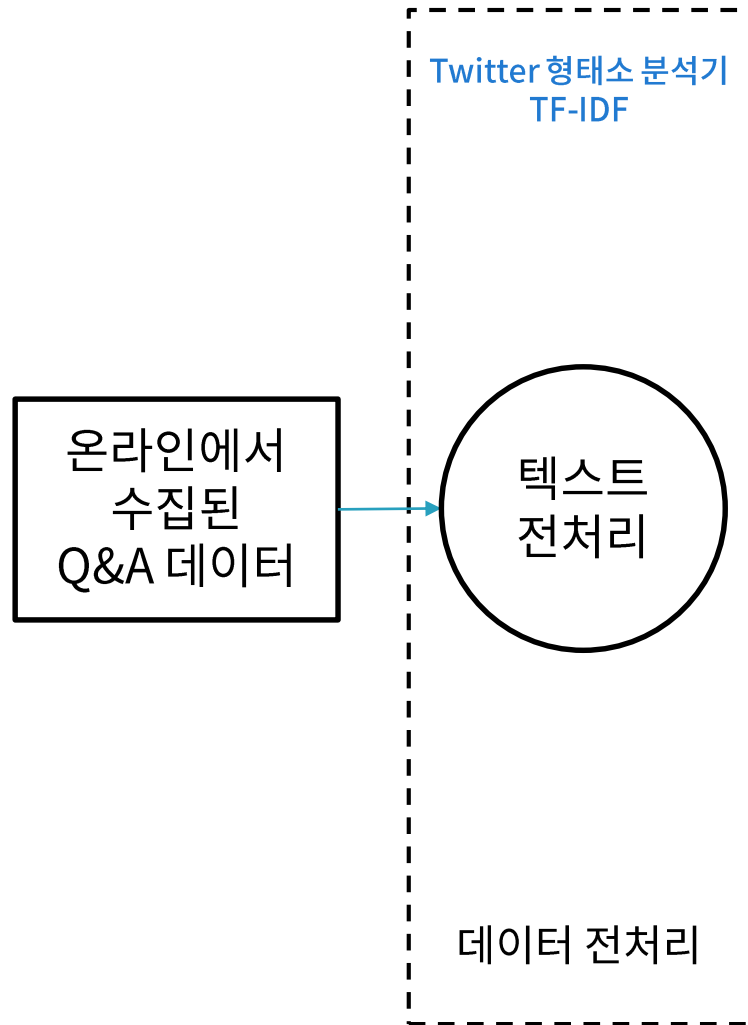 Twitter 형태소 분석기
TF-IDF
온라인에서
수집된
Q&A 데이터
텍스트
전처리
데이터 전처리